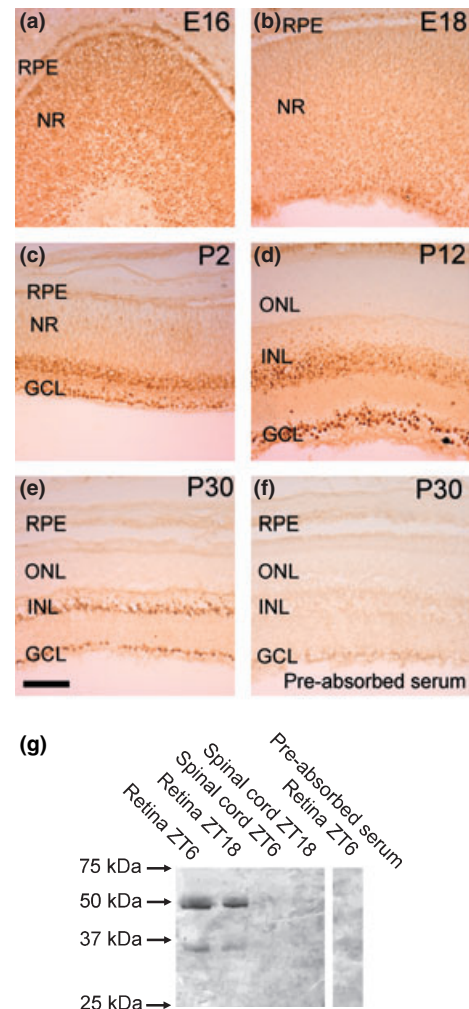 (a) E16
RPE
NR
(b) E18
RPE
NR
(c) P2
RPE
NR
GCL
(d) P12
ONL
INL
GCL
(e) P30
RPE
ONL
INL
GCL
(f) P30
RPE
ONL
INL
GCL
Pre-absorbed serum
(g)
Retina ZT6
Retina ZT18
Spinal cord ZT6
Spinal cord ZT18
Pre-absorbed serum
Retina ZT6
75 kDa
50 kDa
37 kDa
25 kDa